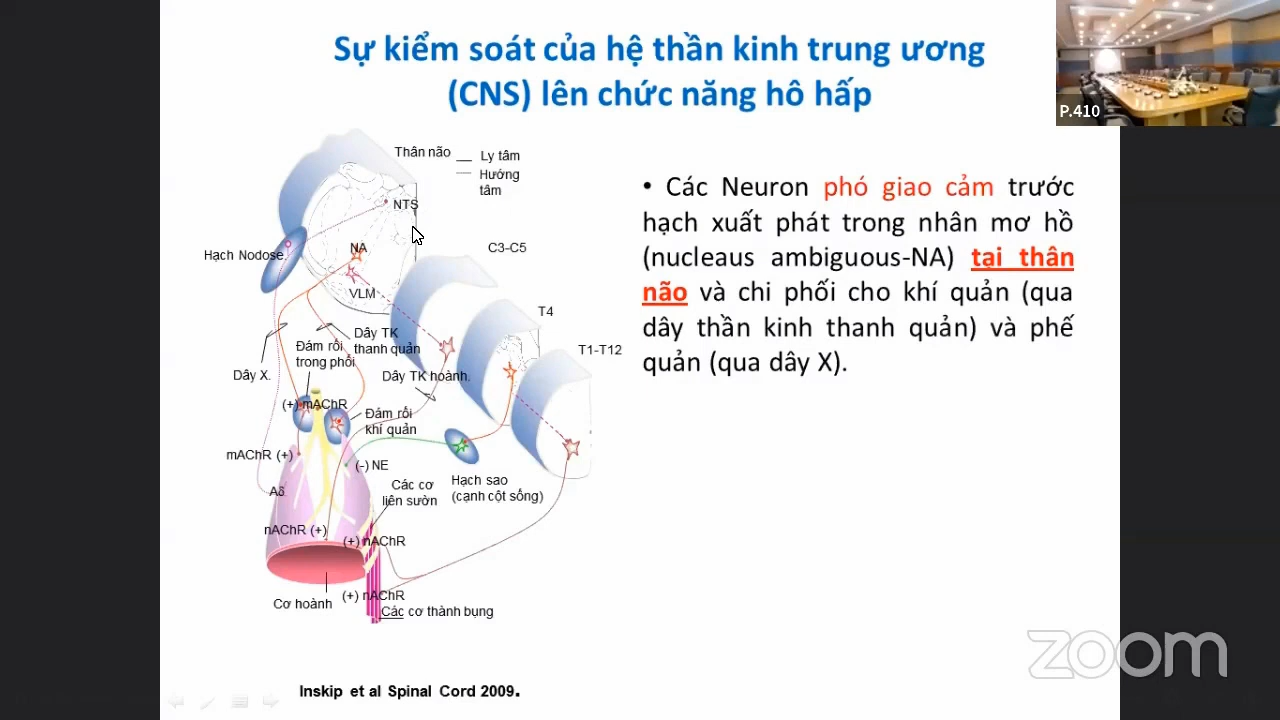 Sự kiểm soát của hệ thần kinh trung ương
(CNS) lên chức năng hô hấp
P.410
Thân não
Ly tâm
Hướng
tâm
NTS
NA
Hạch Nodose.
C3-C5
VLM
T4
T1-T12
Dây TK
thanh quản
Đám rối
trong phổi
Dây X.
Dây TK hoành.
(+) mAChR
Đám rối
khí quản
mAChR (+)
(-) NE
Các cơ
liên sườn
Hạch sao
(cạnh cột sống)
Aδ
nAChR (+)
(+) nAChR
(+) nAChR
Cơ hoành
Các cơ thành bụng
• Các Neuron phó giao cảm trước
hạch xuất phát trong nhân mơ hồ
(nucleaus ambiguous-NA) tại thân
não và chi phối cho khí quản (qua
dây thần kinh thanh quản) và phế
quản (qua dây X).
Inskip et al Spinal Cord 2009.
zoom